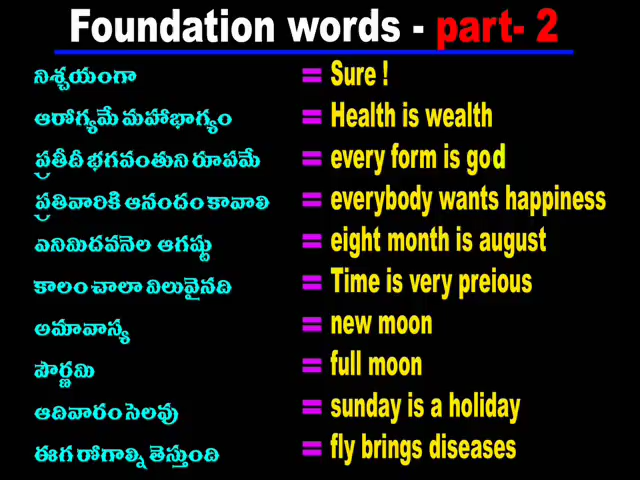 Foundation words - part- 2
నిశ్చయంగా = Sure !
ఆరోగ్యమే మహాభాగ్యం = Health is wealth
ప్రతీదీ భగవంతుని రూపమే = every form is god
ప్రతివారికి ఆనందం కావాలి = everybody wants happiness
ఎనిమిదవనెల ఆగష్టు = eight month is august
కాలం చాలా విలువైనది = Time is very preious
అమావాస్య = new moon
పౌర్ణమి = full moon
ఆదివారం సెలవు = sunday is a holiday
ఈగ రోగాల్ని తెస్తుంది = fly brings diseases